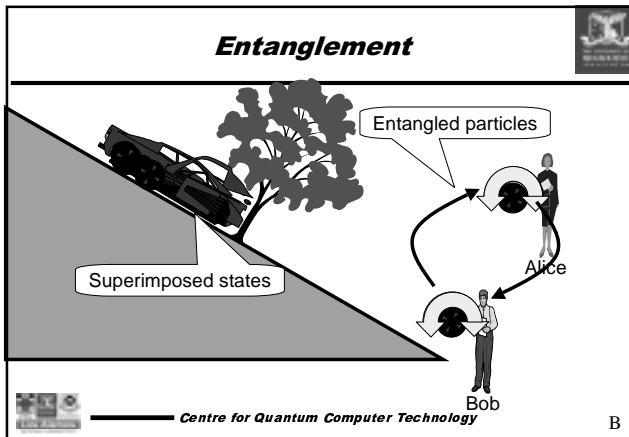 Entanglement
Entangled particles
Superimposed states
Alice
Bob
Centre for Quantum Computer Technology
B